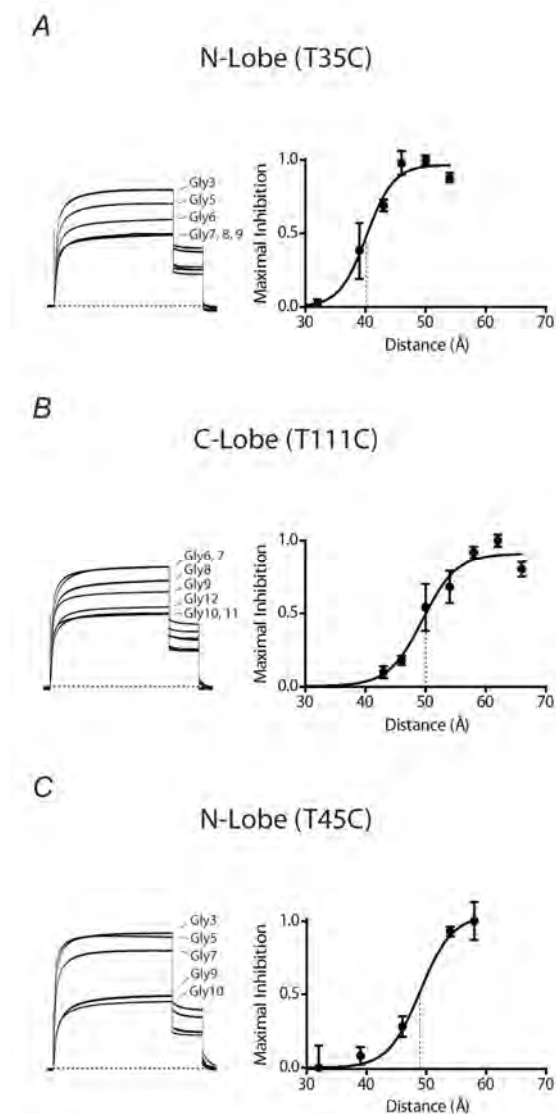 A
N-Lobe (T35C)
Gly3
Gly5
Gly6
Gly7, 8, 9
Maximal Inhibition
1.0
0.5
0.0
30 40 50 60 70
Distance (Å)
B
C-Lobe (T111C)
Gly6, 7
Gly8
Gly9
Gly12
Gly10, 11
Maximal Inhibition
1.0
0.5
0.0
30 40 50 60 70
Distance (Å)
C
N-Lobe (T45C)
Gly3
Gly5
Gly7
Gly9
Gly10
Maximal Inhibition
1.0
0.5
0.0
30 40 50 60 70
Distance (Å)